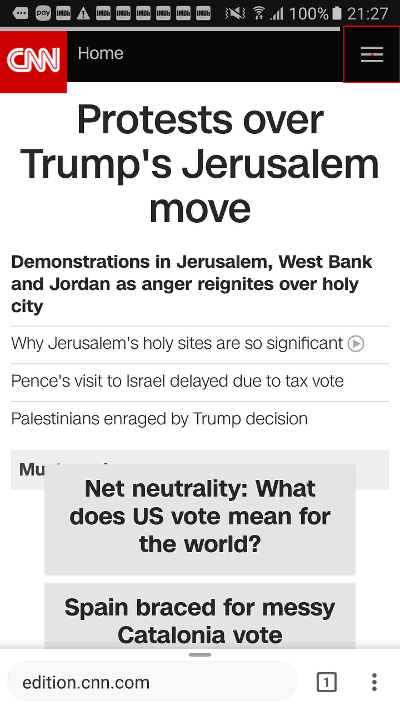 pay IMDb IMDb IMDb IMDb IMDb IMDb 100% 21:27
CNN Home
Protests over
Trump's Jerusalem
move
Demonstrations in Jerusalem, West Bank
and Jordan as anger reignites over holy
city
Why Jerusalem's holy sites are so significant
Pence's visit to Israel delayed due to tax vote
Palestinians enraged by Trump decision
Net neutrality: What
does US vote mean for
the world?
Spain braced for messy
Catalonia vote
edition.cnn.com 1